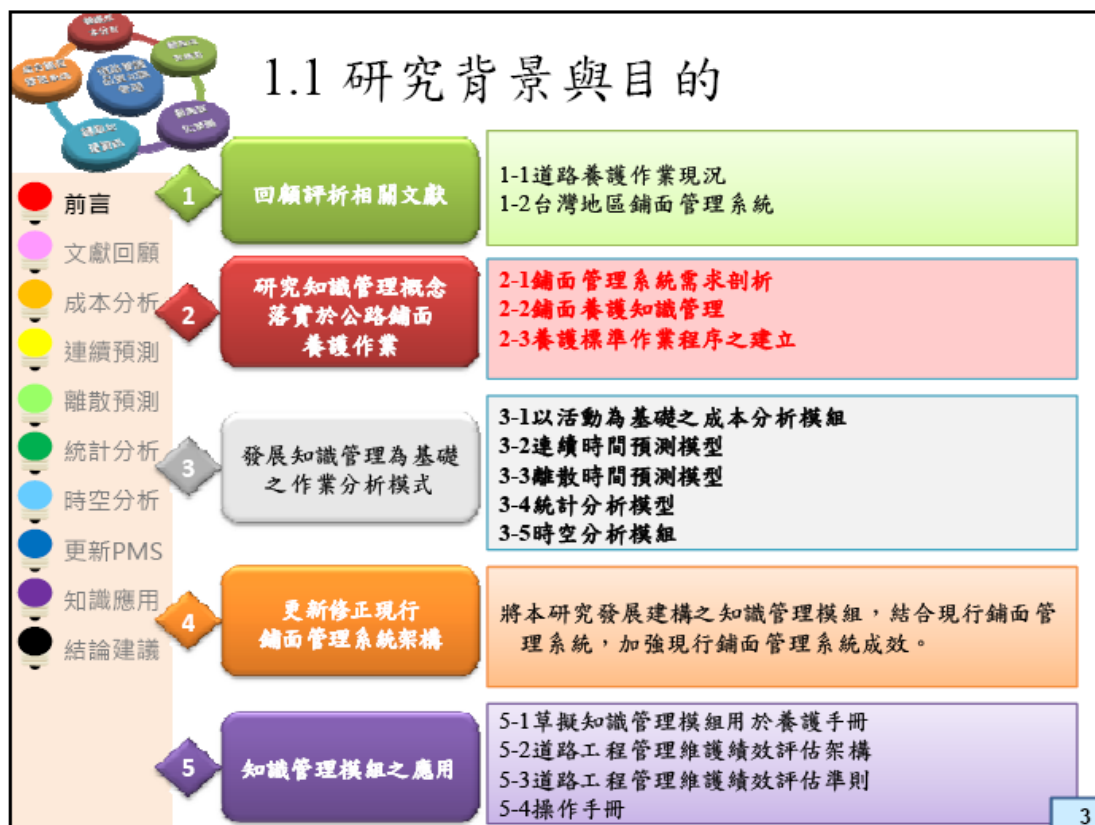 1.1 研究背景與目的
前言
文獻回顧
成本分析
連續預測
離散預測
統計分析
時空分析
更新PMS
知識應用
結論建議
1
回顧評析相關文獻
1-1道路養護作業現況
1-2台灣地區鋪面管理系統
2
研究知識管理概念
落實於公路鋪面
養護作業
2-1鋪面管理系統需求剖析
2-2鋪面養護知識管理
2-3養護標準作業程序之建立
3
發展知識管理為基礎
之作業分析模式
3-1以活動為基礎之成本分析模組
3-2連續時間預測模型
3-3離散時間預測模型
3-4統計分析模型
3-5時空分析模組
4
更新修正現行
鋪面管理系統架構
將本研究發展建構之知識管理模組，結合現行鋪面管
理系統，加強現行鋪面管理系統成效。
5
知識管理模組之應用
5-1草擬知識管理模組用於養護手冊
5-2道路工程管理維護績效評估架構
5-3道路工程管理維護績效評估準則
5-4操作手冊
3